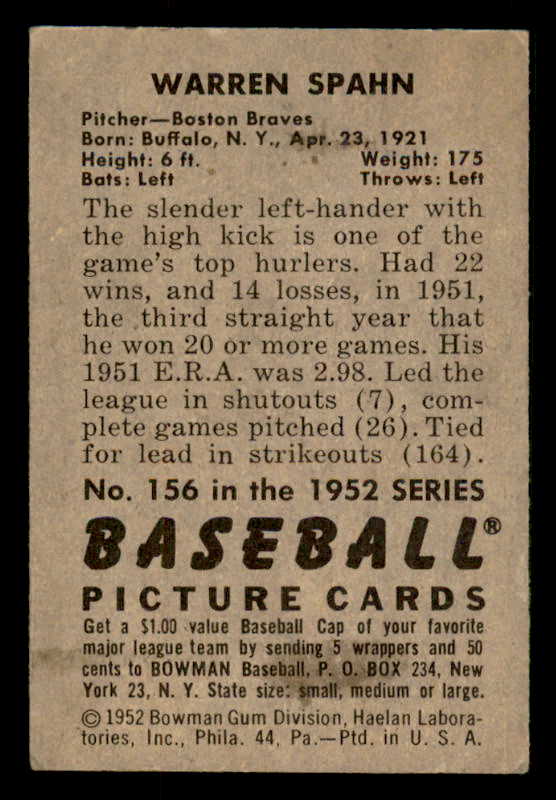 WARREN SPAHN
Pitcher—Boston Braves
Born: Buffalo, N. Y., Apr. 23, 1921
Height: 6 ft. Weight: 175
Bats: Left Throws: Left
The slender left-hander with
the high kick is one of the
game's top hurlers. Had 22
wins, and 14 losses, in 1951,
the third straight year that
he won 20 or more games. His
1951 E.R.A. was 2.98. Led the
league in shutouts (7), com-
plete games pitched (26). Tied
for lead in strikeouts (164).
No. 156 in the 1952 SERIES
BASEBALL®
PICTURE CARDS
Get a $1.00 value Baseball Cap of your favorite
major league team by sending 5 wrappers and 50
cents to BOWMAN Baseball, P. O. BOX 234, New
York 23, N. Y. State size: small, medium or large.
© 1952 Bowman Gum Division, Haelan Labora-
tories, Inc., Phila. 44, Pa.—Ptd. in U. S. A.